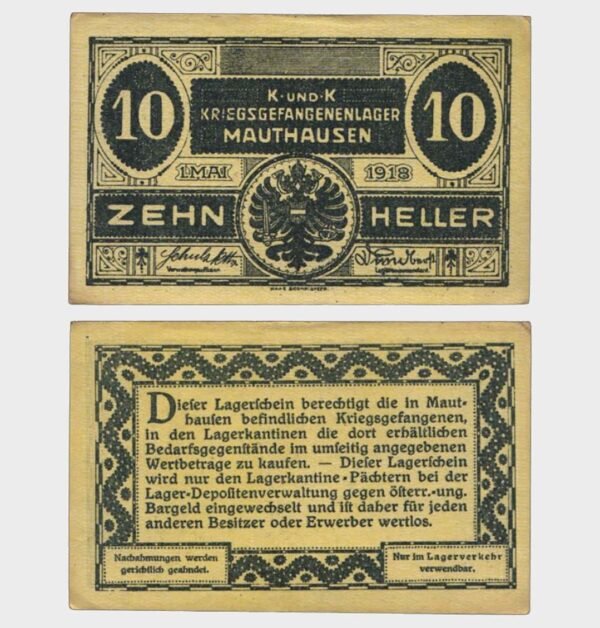 10
K·UND·K
KRIEGSGEFANGENENLAGER
MAUTHAUSEN
10
1.MAI
1918
ZEHN
HELLER
Dieser Lagerschein berechtigt die in Maut-
hausen befindlichen Kriegsgefangenen,
in den Lagerkantinen die dort erhältlichen
Bedarfsgegenstände im umseitig angegebenen
Wertbetrage zu kaufen. — Dieser Lagerschein
wird nur den Lagerkantine-Pächtern bei der
Lager-Depositenverwaltung gegen österr.-ung.
Bargeld eingewechselt und ist daher für jeden
anderen Besitzer oder Erwerber wertlos.
Nachahmungen werden
gerichtlich geahndet.
Nur im Lagerverkehr
verwendbar.